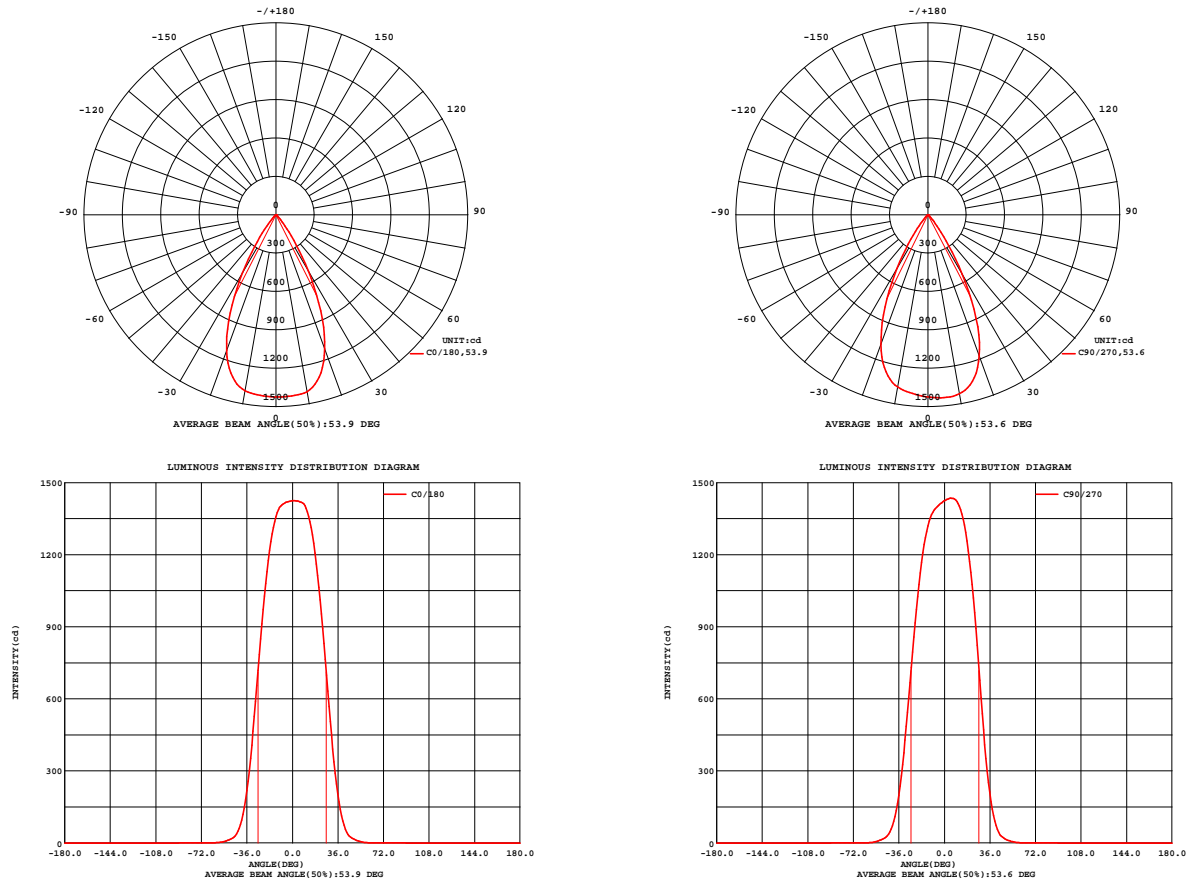 -/+180
-150
150
-120
120
-90
90
-60
60
-30
30
0
300
600
900
1200
1500
0
UNIT:cd
C0/180,53.9
AVERAGE BEAM ANGLE(50%):53.9 DEG
-/+180
-150
150
-120
120
-90
90
-60
60
-30
30
0
300
600
900
1200
1500
0
UNIT:cd
C90/270,53.6
AVERAGE BEAM ANGLE(50%):53.6 DEG
LUMINOUS INTENSITY DISTRIBUTION DIAGRAM
C0/180
INTENSITY(cd)
1500
1200
900
600
300
0
-180.0 -144.0 -108.0 -72.0 -36.0 0.0 36.0 72.0 108.0 144.0 180.0
ANGLE(DEG)
AVERAGE BEAM ANGLE(50%):53.9 DEG
LUMINOUS INTENSITY DISTRIBUTION DIAGRAM
C90/270
INTENSITY(cd)
1500
1200
900
600
300
0
-180.0 -144.0 -108.0 -72.0 -36.0 0.0 36.0 72.0 108.0 144.0 180.0
ANGLE(DEG)
AVERAGE BEAM ANGLE(50%):53.6 DEG